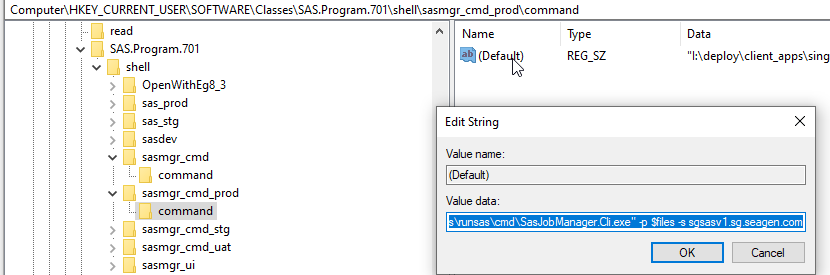 Computer\HKEY_CURRENT_USER\SOFTWARE\Classes\SAS.Program.701\shell\sasmgr_cmd_prod\command
read
SAS.Program.701
shell
OpenWithEg8_3
sas_prod
sas_stg
sasdev
sasmgr_cmd
command
sasmgr_cmd_prod
command
sasmgr_cmd_stg
sasmgr_cmd_uat
sasmgr_ui
Name Type Data
ab (Default) REG_SZ "I:\deploy\client_apps\sing
Edit String
Value name:
(Default)
Value data:
s\runsas\cmd\SasJobManager.Cli.exe" -p $files -s sgsasv1.sg.seagen.com
OK Cancel